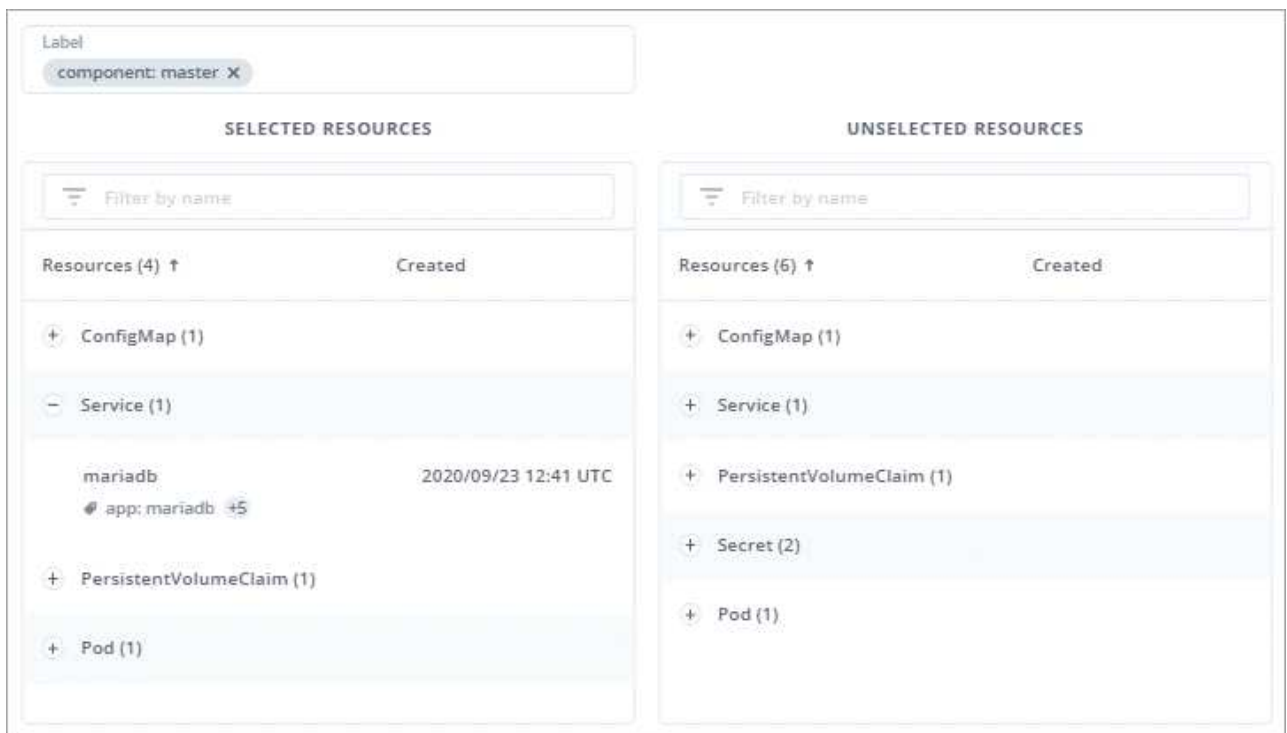 Label
component: master ✕
SELECTED RESOURCES
Filter by name
Resources (4) ↑ Created
+ ConfigMap (1)
− Service (1)
mariadb 2020/09/23 12:41 UTC
app: mariadb +5
+ PersistentVolumeClaim (1)
+ Pod (1)
UNSELECTED RESOURCES
Filter by name
Resources (6) ↑ Created
+ ConfigMap (1)
+ Service (1)
+ PersistentVolumeClaim (1)
+ Secret (2)
+ Pod (1)